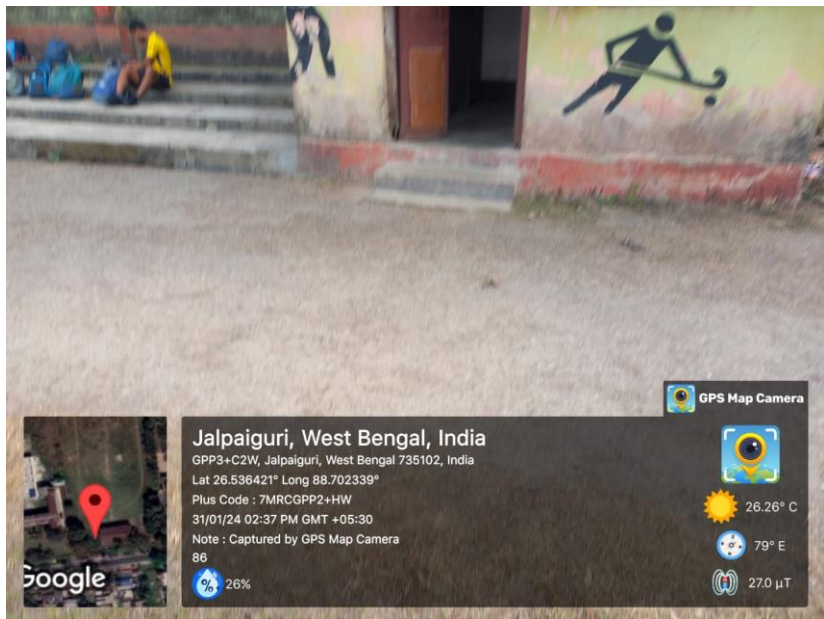 GPS Map Camera
Jalpaiguri, West Bengal, India
GPP3+C2W, Jalpaiguri, West Bengal 735102, India
Lat 26.536421° Long 88.702339°
Plus Code : 7MRCGPP2+HW
31/01/24 02:37 PM GMT +05:30
Note : Captured by GPS Map Camera
86
26%
26.26° C
79° E
27.0 µT
Google